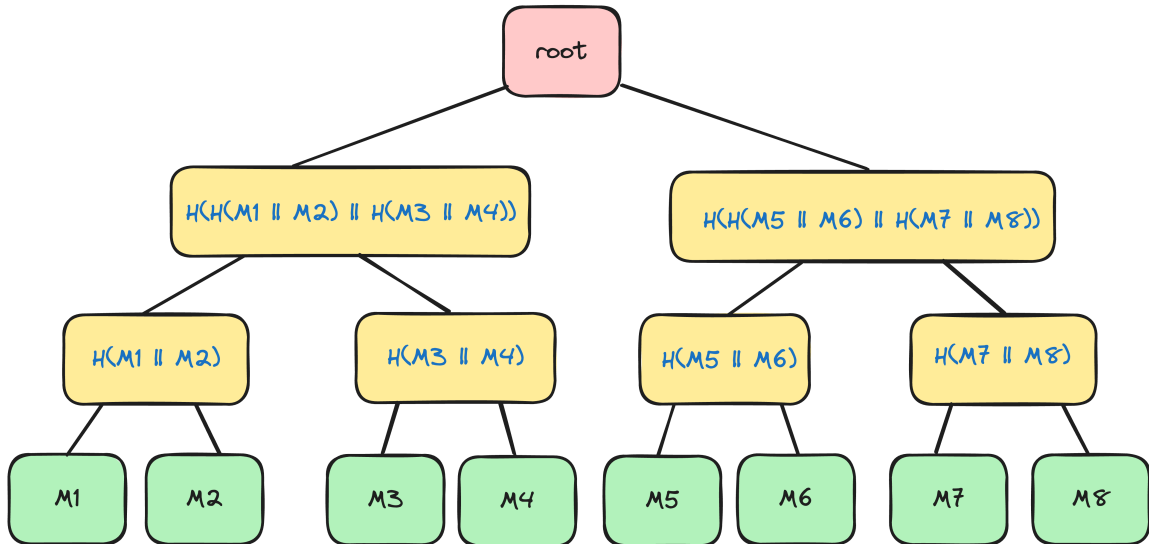 root
H(H(M1 || M2) || H(M3 || M4))
H(H(M5 || M6) || H(M7 || M8))
H(M1 || M2)
H(M3 || M4)
H(M5 || M6)
H(M7 || M8)
M1
M2
M3
M4
M5
M6
M7
M8